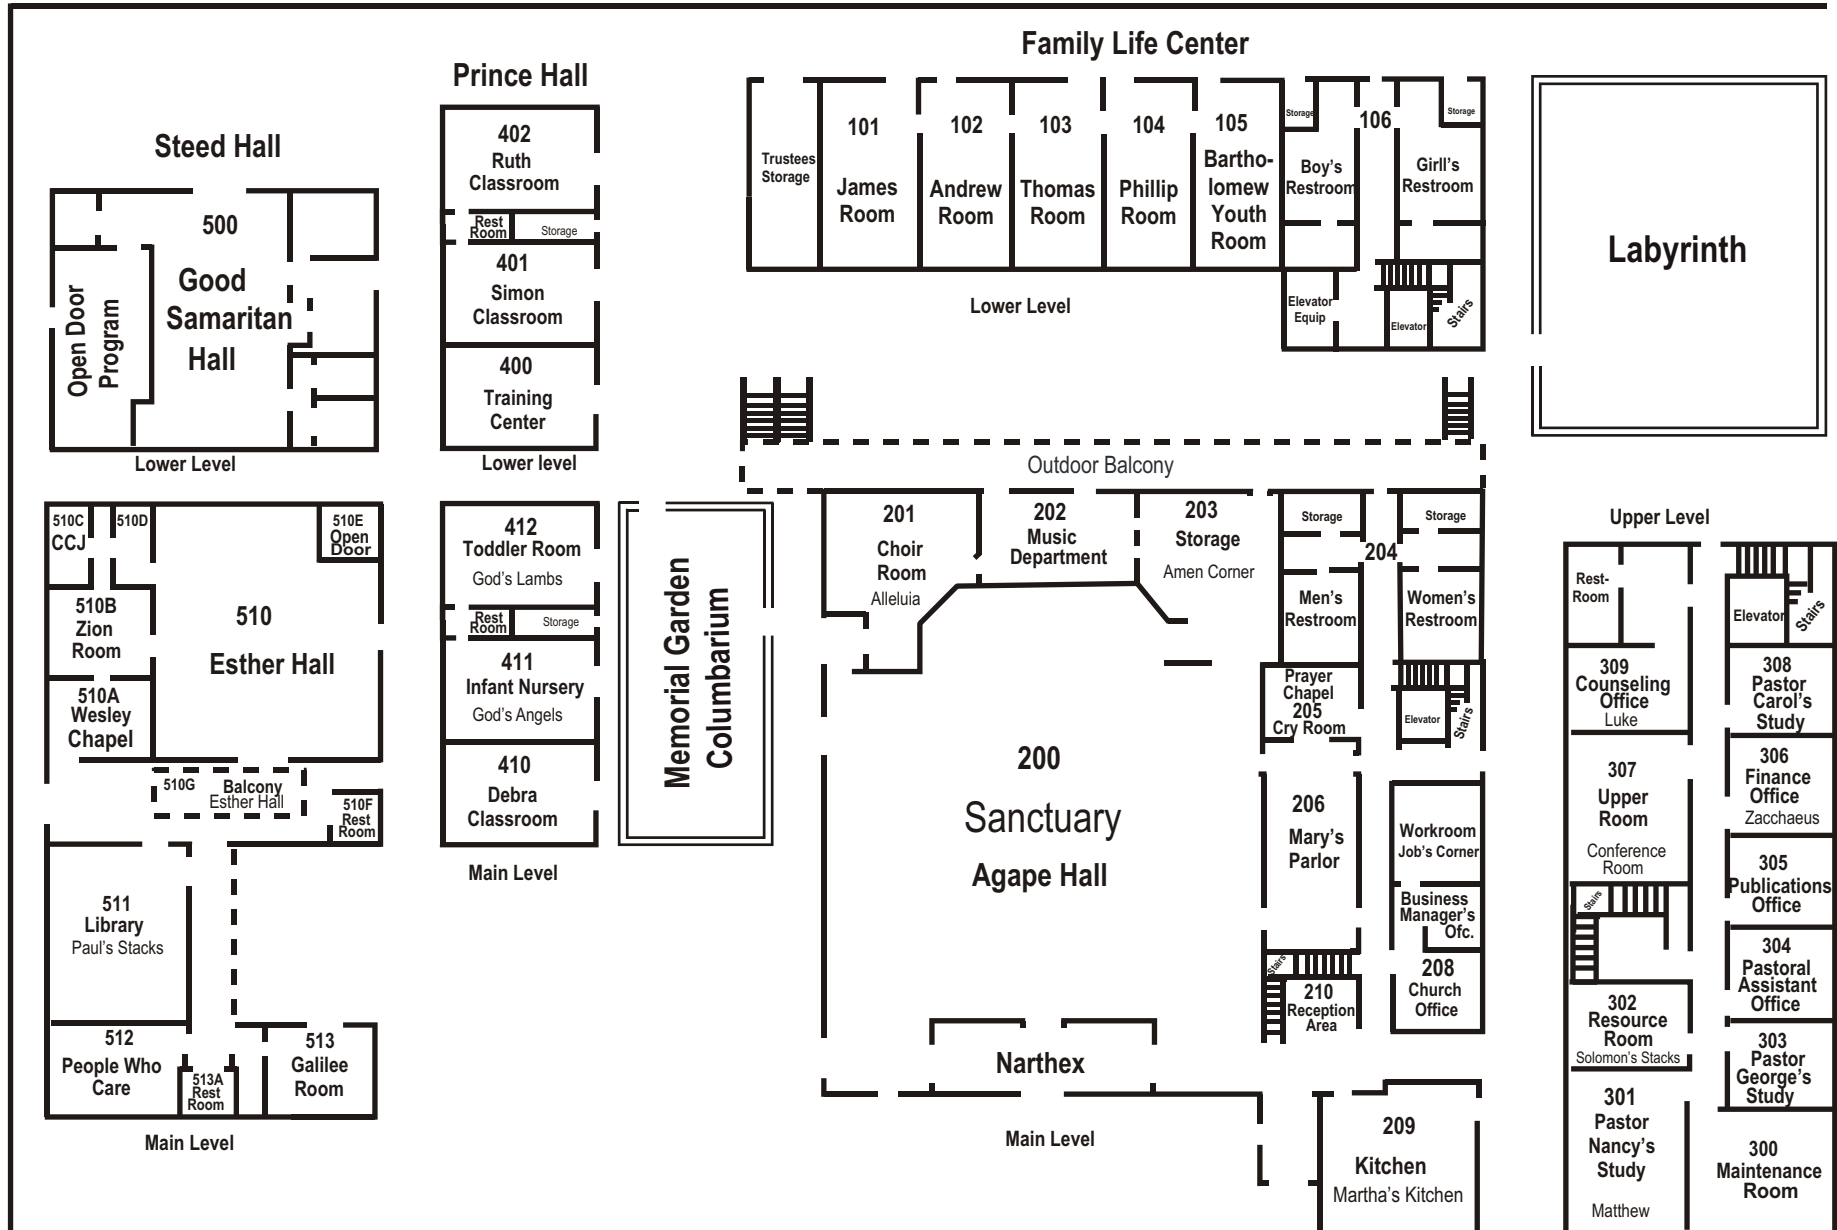 Family Life Center
Prince Hall
Steed Hall
402
Ruth
Classroom
Rest
Room
Storage
401
Simon
Classroom
400
Training
Center
Lower level
500
Good
Samaritan
Hall
Open Door
Program
Lower Level
Trustees
Storage
101
James
Room
102
Andrew
Room
103
Thomas
Room
104
Phillip
Room
105
Bartho-
lomew
Youth
Room
Storage
106
Storage
Boy's
Restroom
Girll's
Restroom
Elevator
Equip
Elevator
Stairs
Lower Level
Labyrinth
Outdoor Balcony
510C
CCJ
510D
510E
Open
Door
510B
Zion
Room
510
Esther Hall
510A
Wesley
Chapel
510G
Balcony
Esther Hall
510F
Rest
Room
511
Library
Paul's Stacks
512
People Who
Care
513A
Rest
Room
513
Galilee
Room
Main Level
412
Toddler Room
God's Lambs
Rest
Room
Storage
411
Infant Nursery
God's Angels
410
Debra
Classroom
Main Level
Memorial Garden
Columbarium
201
Choir
Room
Alleluia
202
Music
Department
203
Storage
Amen Corner
Storage
204
Storage
Men's
Restroom
Women's
Restroom
Prayer
Chapel
205
Cry Room
Elevator
Stairs
200
Sanctuary
Agape Hall
206
Mary's
Parlor
Workroom
Job's Corner
Business
Manager's
Ofc.
Stairs
210
Reception
Area
208
Church
Office
Narthex
Main Level
209
Kitchen
Martha's Kitchen
Upper Level
Rest-
Room
Elevator
Stairs
309
Counseling
Office
Luke
308
Pastor
Carol's
Study
307
Upper
Room
Conference
Room
306
Finance
Office
Zacchaeus
305
Publications
Office
Stairs
304
Pastoral
Assistant
Office
302
Resource
Room
Solomon's Stacks
303
Pastor
George's
Study
301
Pastor
Nancy's
Study
Matthew
300
Maintenance
Room